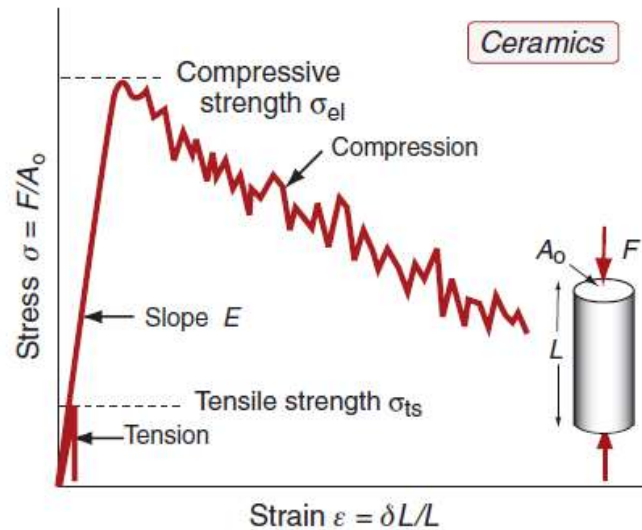 Ceramics
Compressive
strength σel
Compression
Stress σ = F/Ao
Slope E
Tensile strength σts
Tension
Ao
F
L
Strain ε = δL/L